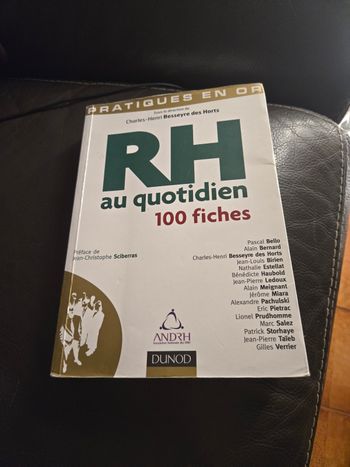 PRATIQUES EN OR
Sous la direction de
Charles-Henri Besseyre des Horts
RH
au quotidien
100 fiches
Préface de
Jean-Christophe Sciberras
Pascal Bello
Alain Bernard
Charles-Henri Besseyre des Horts
Jean-Louis Birien
Nathalie Estellat
Bénédicte Haubold
Jean-Pierre Ledoux
Alain Meignant
Jérôme Miara
Alexandre Pachulski
Eric Pietrac
Lionel Prudhomme
Marc Salez
Patrick Storhaye
Jean-Pierre Taïeb
Gilles Verrier
ANDRH
DUNOD